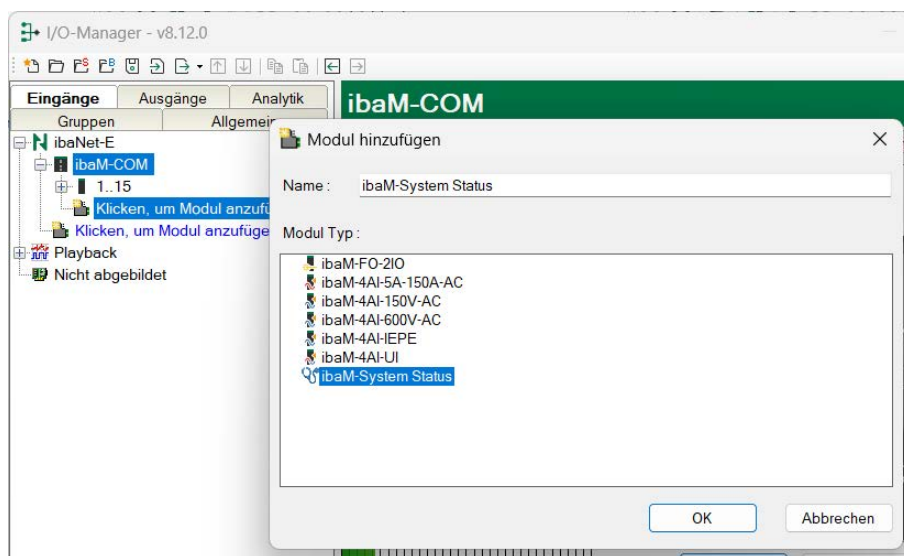 I/O-Manager - v8.12.0
Eingänge Ausgänge Analytik
Gruppen
ibaM-COM
ibaNet-E
ibaM-COM
1..15
Klicken, um Modul
Klicken, um Modul
Playback
Nicht abgebildet
Modul hinzufügen
Name : ibaM-System Status
Modul Typ :
ibaM-FO-2IO
ibaM-4AI-5A-150A-AC
ibaM-4AI-150V-AC
ibaM-4AI-600V-AC
ibaM-4AI-IEPE
ibaM-4AI-UI
ibaM-System Status
OK Abbrechen